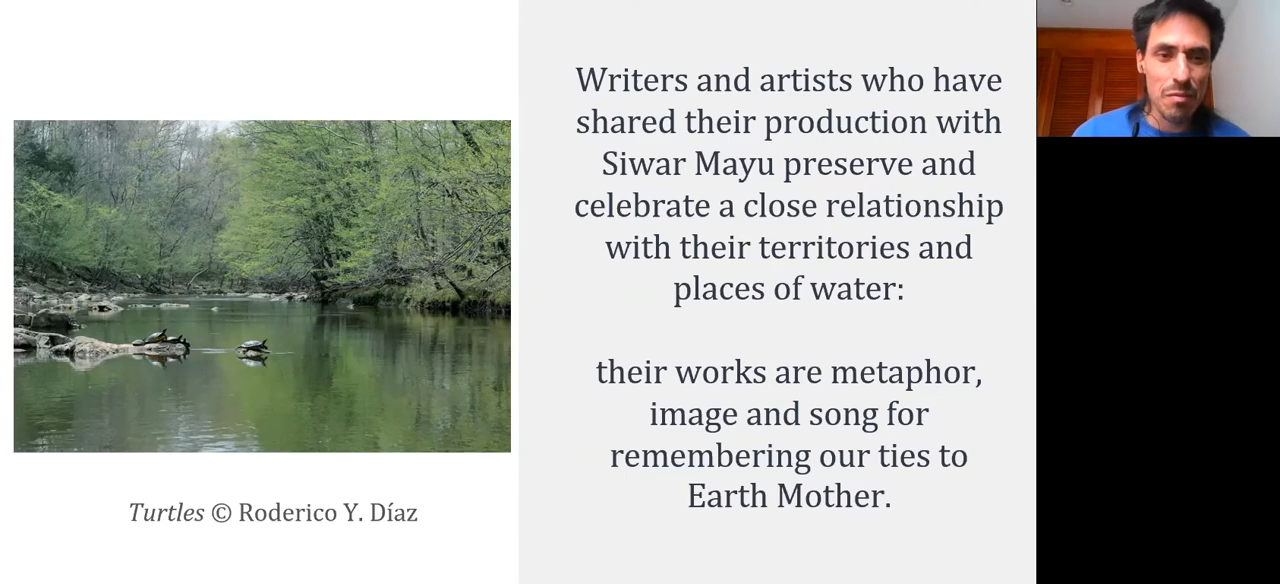 Writers and artists who have
shared their production with
Siwar Mayu preserve and
celebrate a close relationship
with their territories and
places of water:
their works are metaphor,
image and song for
remembering our ties to
Earth Mother.
Turtles © Roderico Y. Díaz